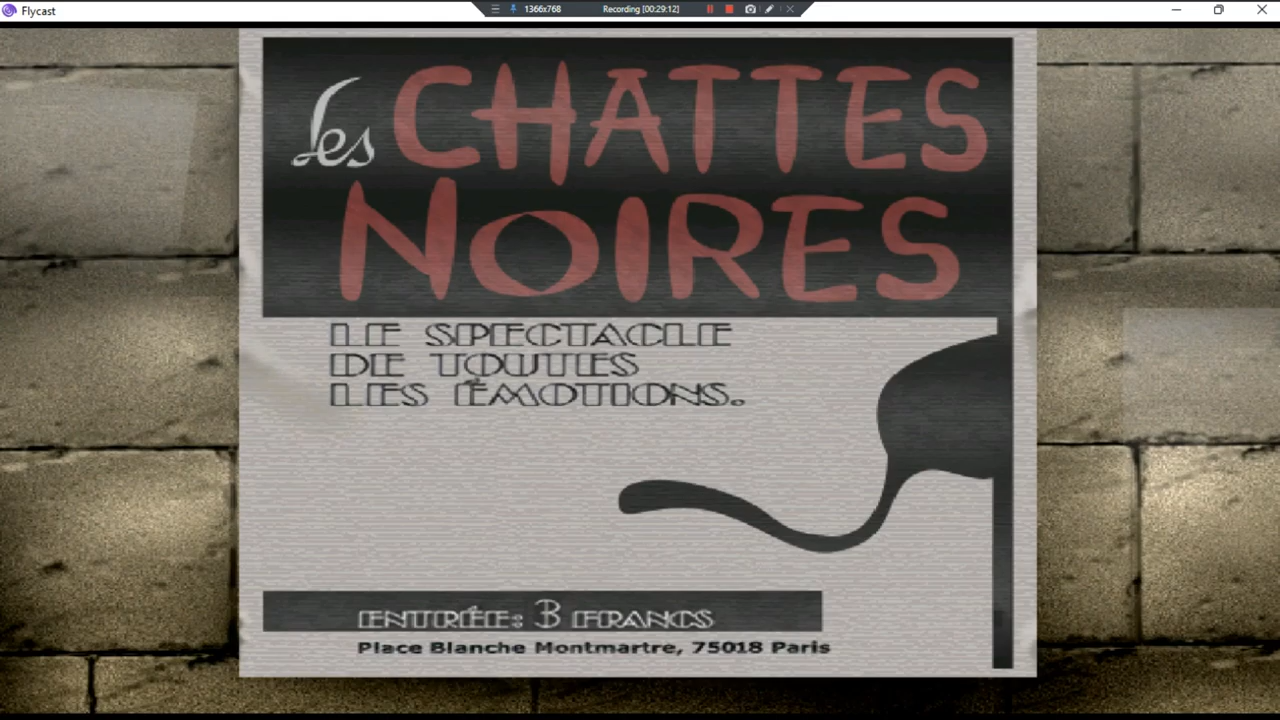 Flycast
1366x768
Recording [00:29:12]
les CHATTES
NOIRES
LE SPECTACLE
DE TOUTES
LES ÉMOTIONS.
ENTRÉE: 3 FRANCS
Place Blanche Montmartre, 75018 Paris